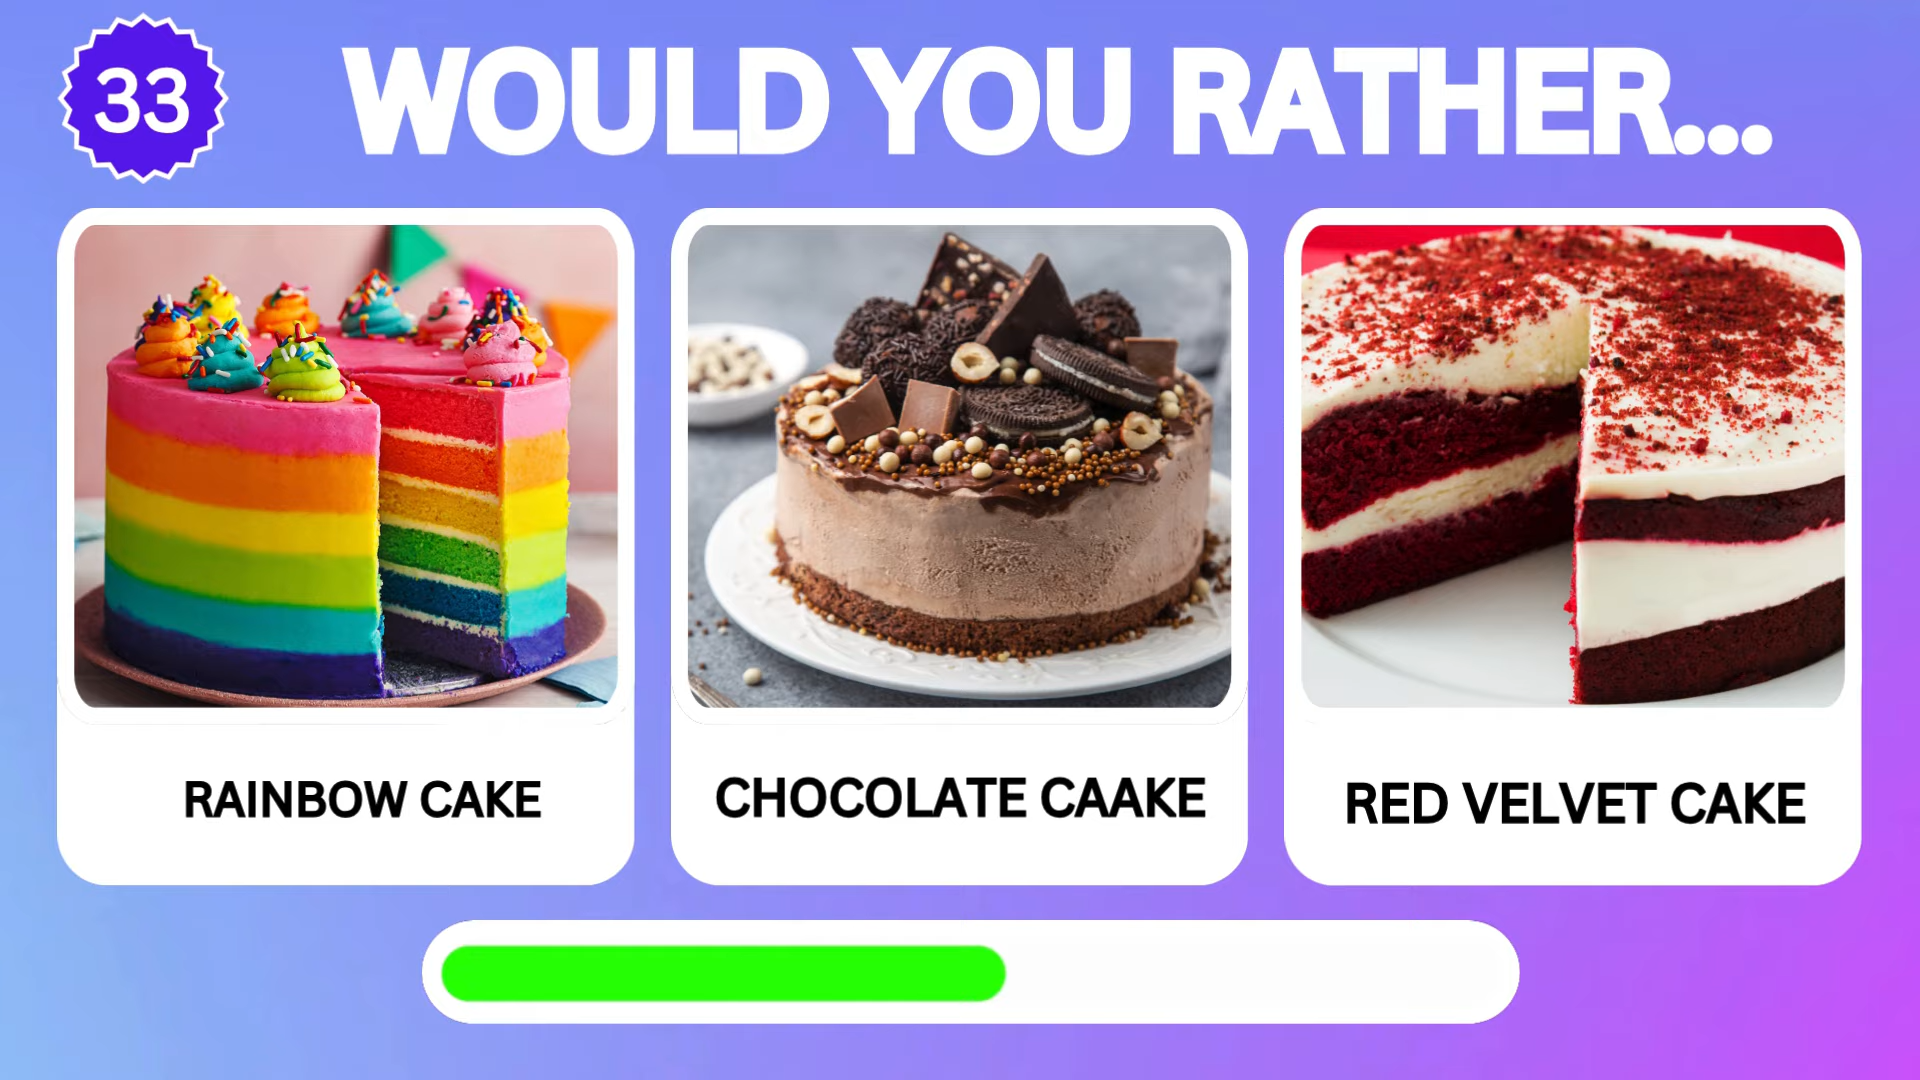 33
WOULD YOU RATHER...
RAINBOW CAKE
CHOCOLATE CAAKE
RED VELVET CAKE